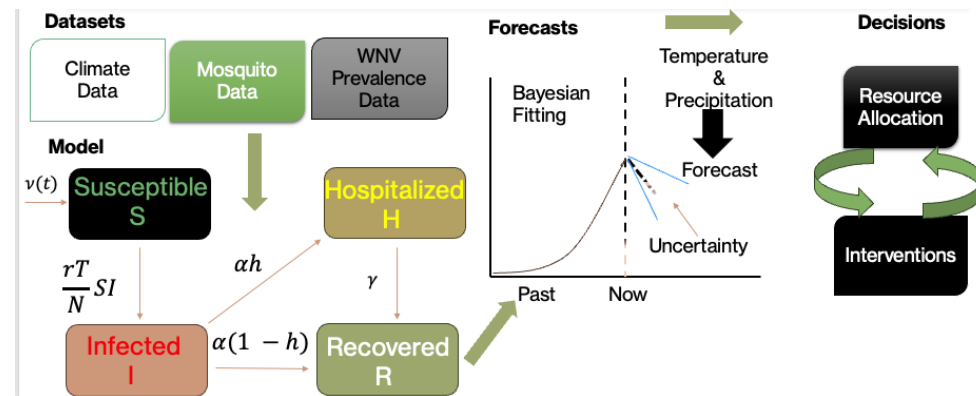 Datasets
Climate
Data
Mosquito
Data
WNV
Prevalence
Data
Model
ν(t)
Susceptible
S
Hospitalized
H
rT
N
SI
αh
γ
Infected
I
α(1 − h)
Recovered
R
Forecasts
Temperature
&
Precipitation
Bayesian
Fitting
Forecast
Uncertainty
Past
Now
Decisions
Resource
Allocation
Interventions